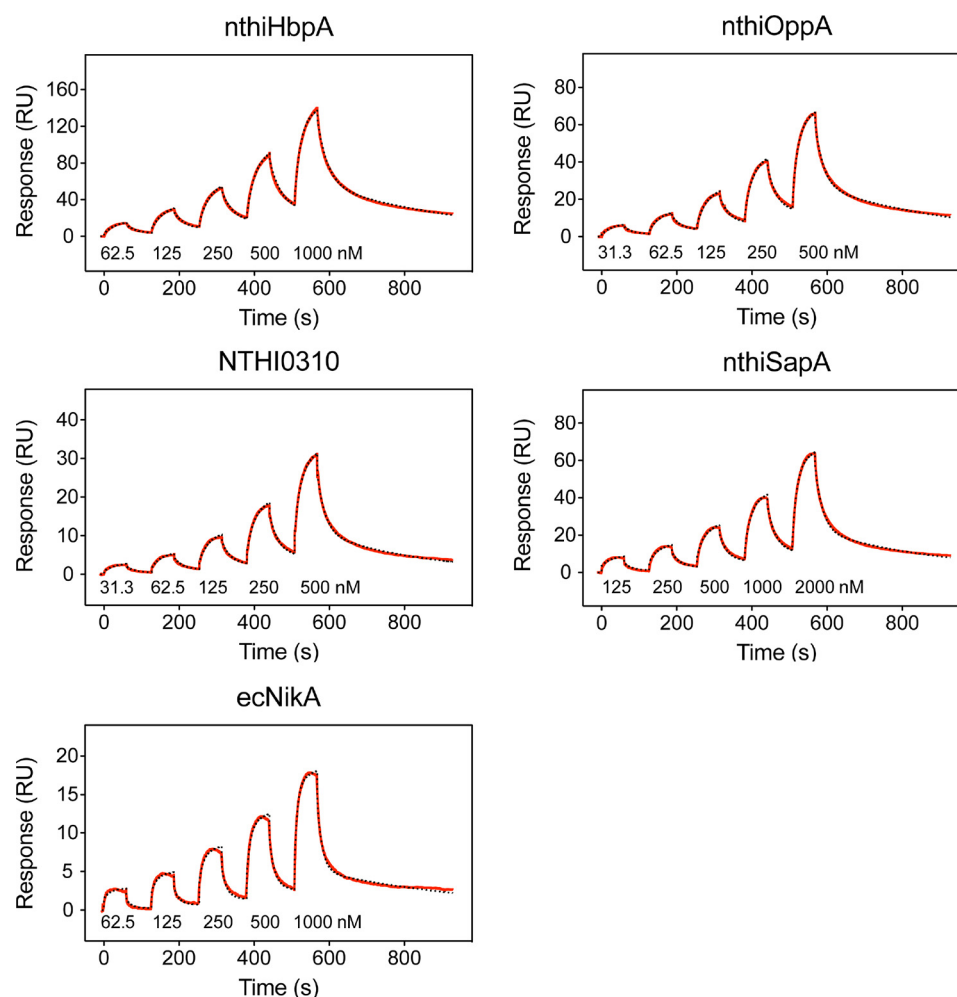 nthiHbpA
Response (RU)
160
120
80
40
0
62.5 125 250 500 1000 nM
0 200 400 600 800
Time (s)
nthiOppA
Response (RU)
80
60
40
20
0
31.3 62.5 125 250 500 nM
0 200 400 600 800
Time (s)
NTHI0310
Response (RU)
40
30
20
10
0
31.3 62.5 125 250 500 nM
0 200 400 600 800
Time (s)
nthiSapA
Response (RU)
80
60
40
20
0
125 250 500 1000 2000 nM
0 200 400 600 800
Time (s)
ecNikA
Response (RU)
20
15
10
5
0
62.5 125 250 500 1000 nM
0 200 400 600 800
Time (s)